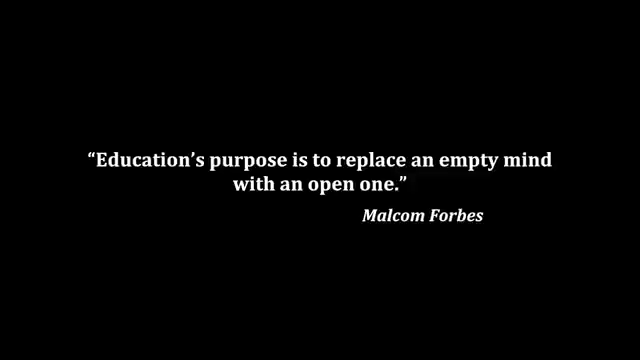 “Education’s purpose is to replace an empty mind
with an open one.”
Malcom Forbes